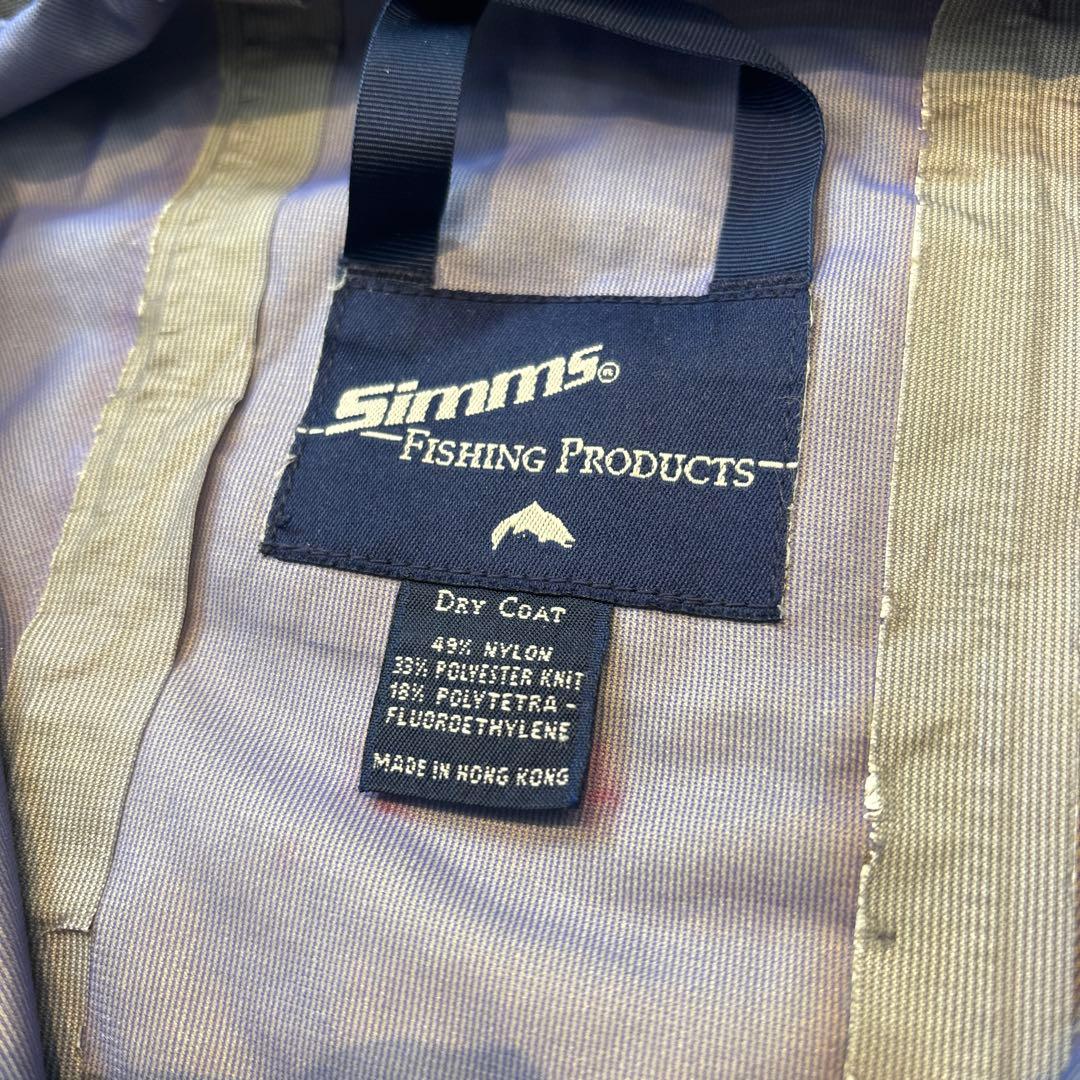 Simms®
FISHING PRODUCTS
DRY COAT
49% NYLON
33% POLYESTER KNIT
18% POLYTETRA-
FLUOROETHYLENE
MADE IN HONG KONG